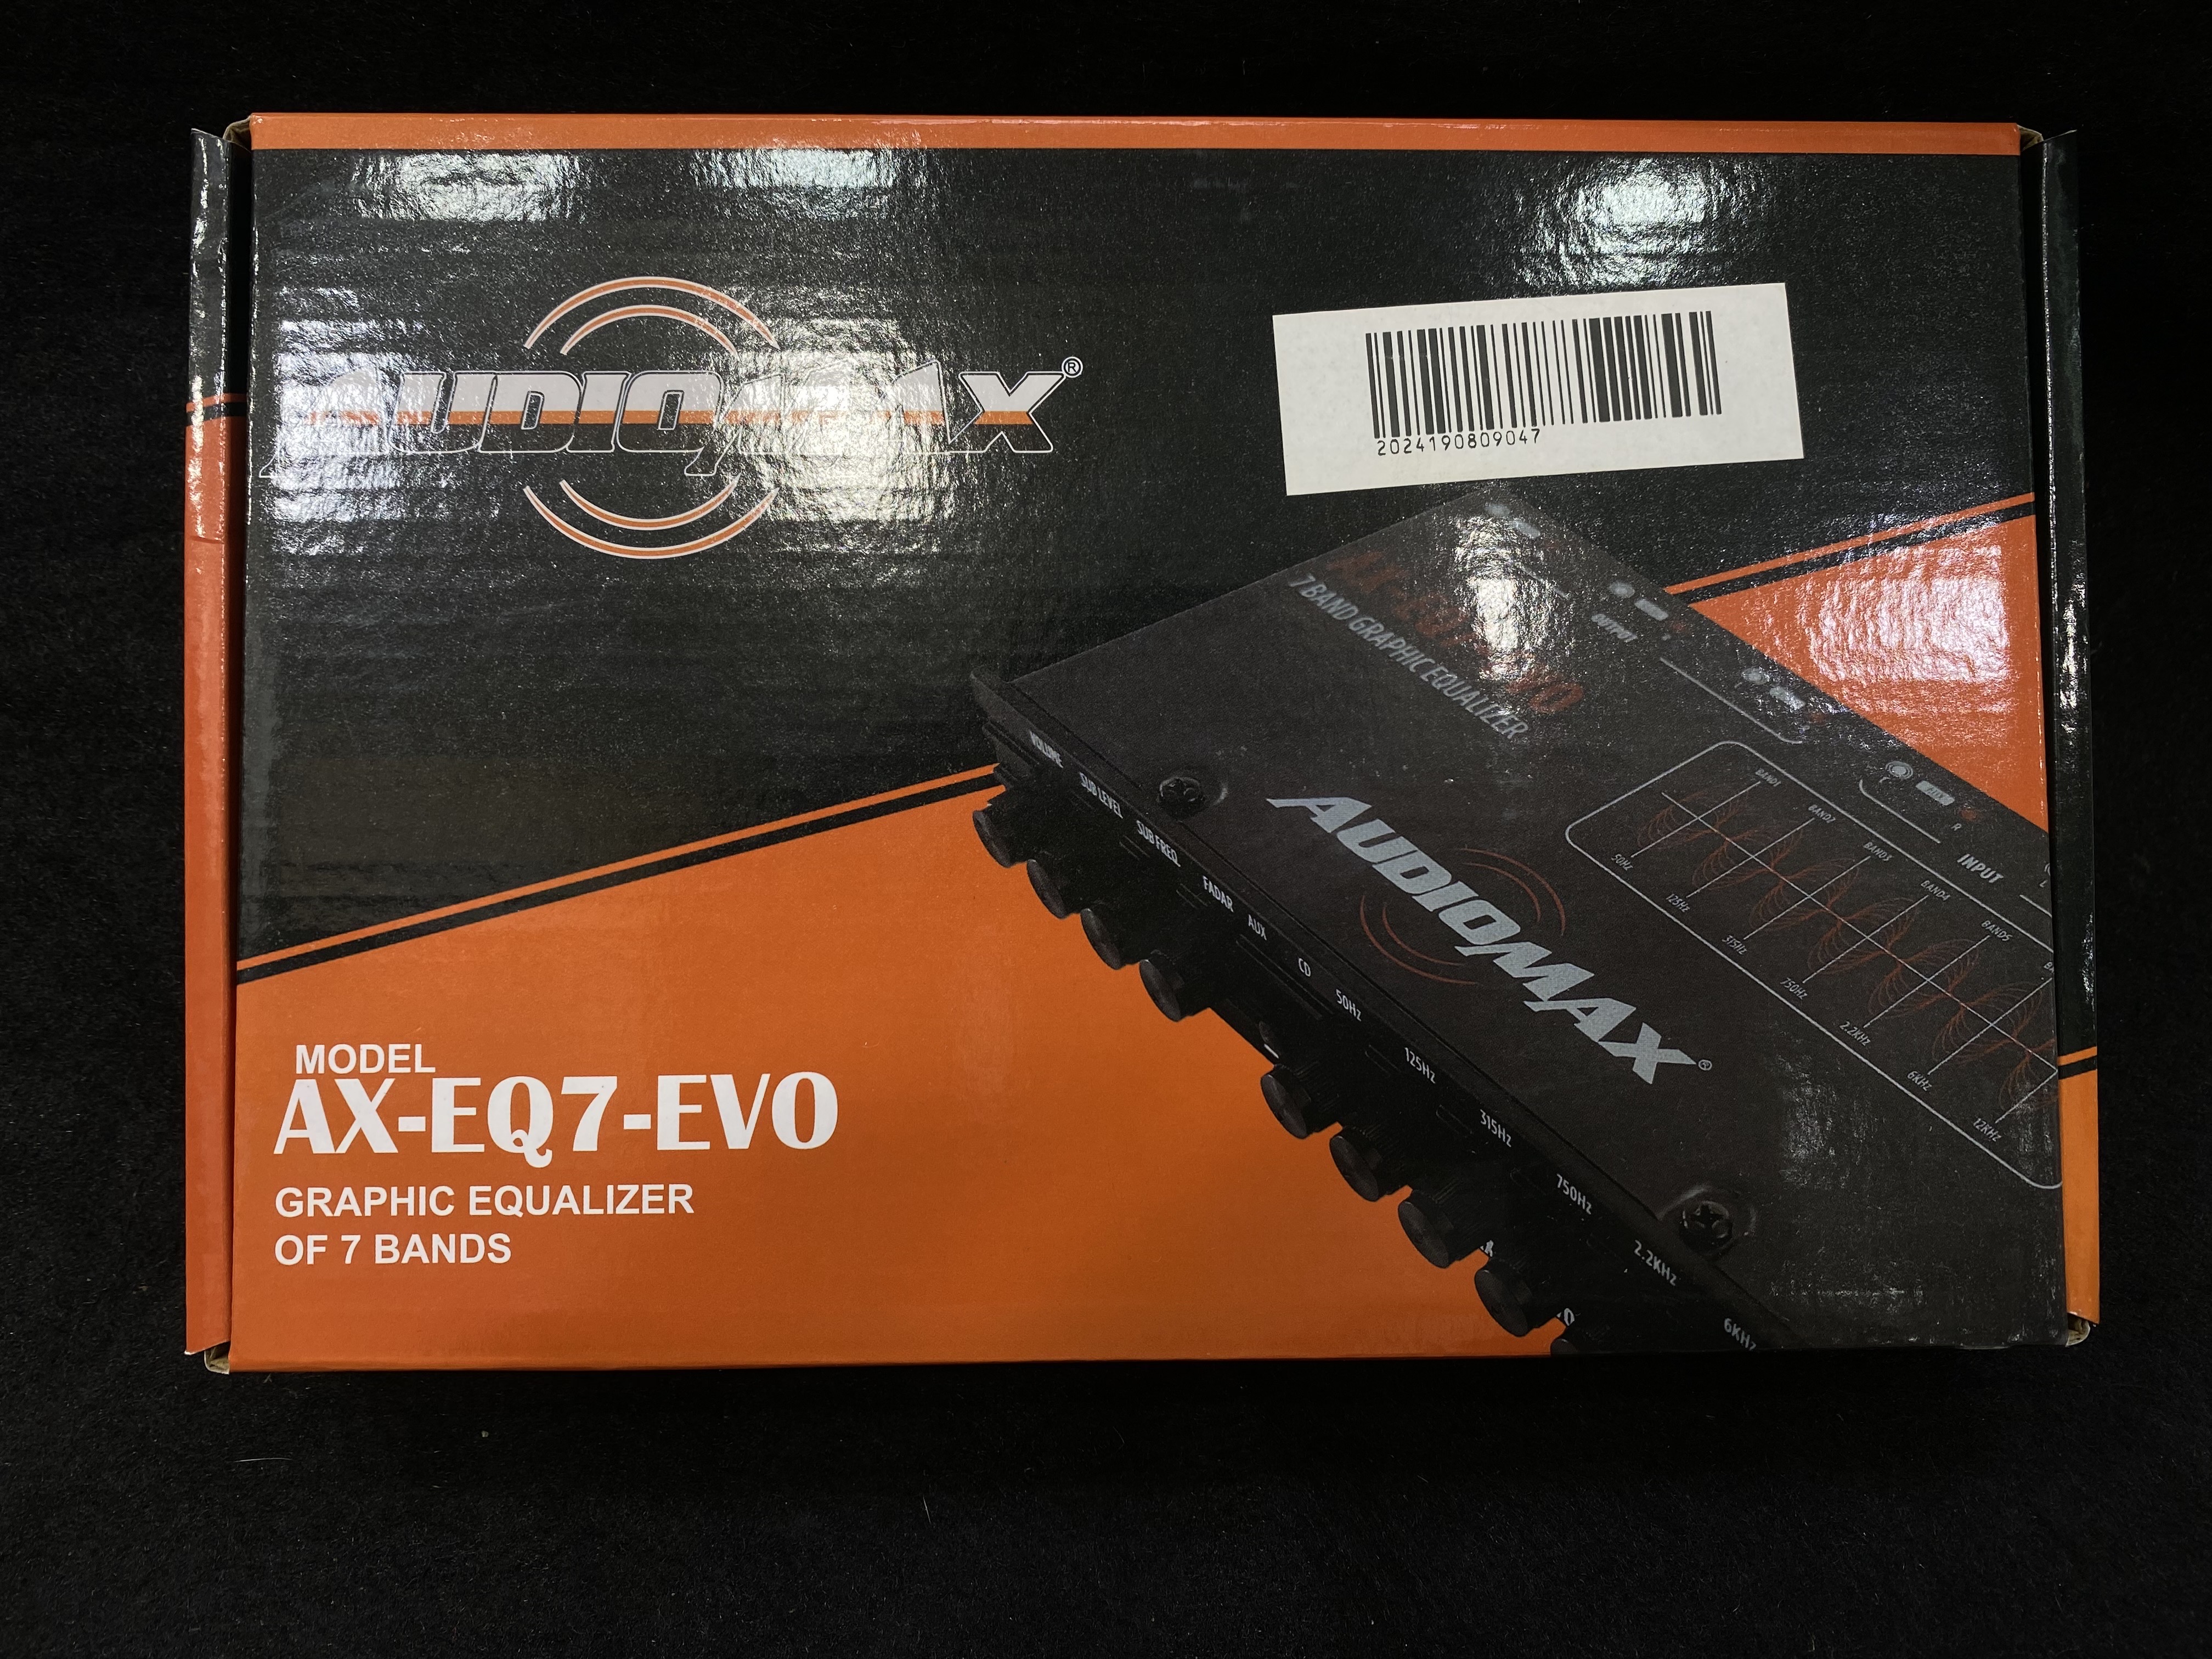 AUDIOMAX®
2024190809047
7 BAND GRAPHIC EQUALIZER
OUTPUT
INPUT
R
BAND1
BAND2
BAND3
BAND4
BAND5
50Hz
125Hz
315Hz
750Hz
2.2KHz
6KHz
12KHz
AUDIOMAX®
VOLUME
SUB LEVEL
SUB FREQ.
FADAR
AUX
CD
50Hz
125Hz
315Hz
750Hz
2.2KHz
6KHz
MODEL
AX-EQ7-EVO
GRAPHIC EQUALIZER
OF 7 BANDS